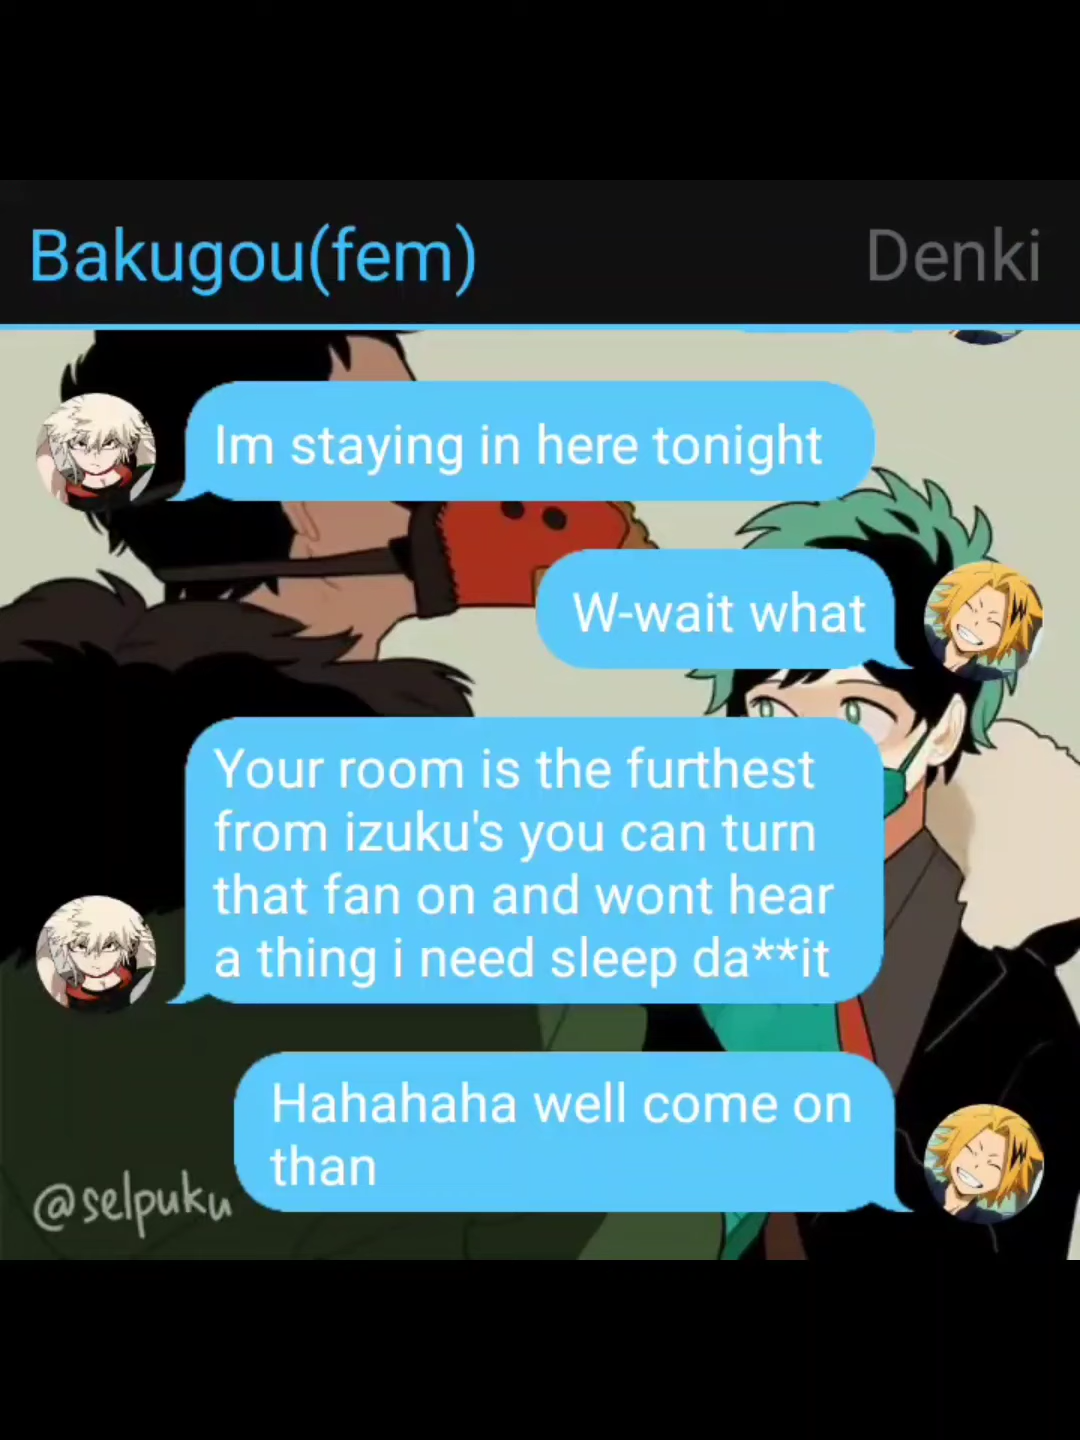 Bakugou(fem)
Denki
Im staying in here tonight
W-wait what
Your room is the furthest
from izuku's you can turn
that fan on and wont hear
a thing i need sleep da**it
Hahahaha well come on
than
@selpuku